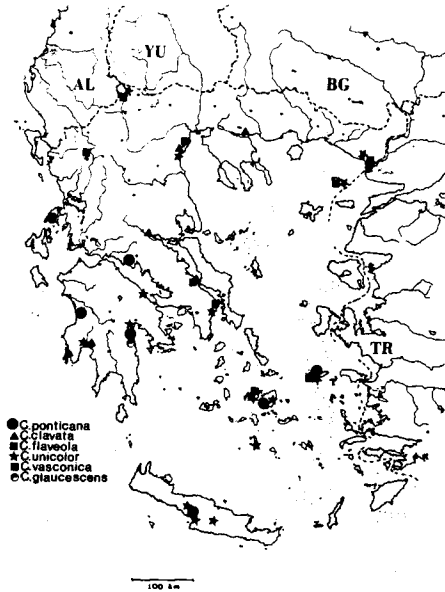 YU
AL
BG
TR
C.ponticana
C.clavata
C.flaveola
C.unicolor
C.vasconica
C.glaucescens
100 km